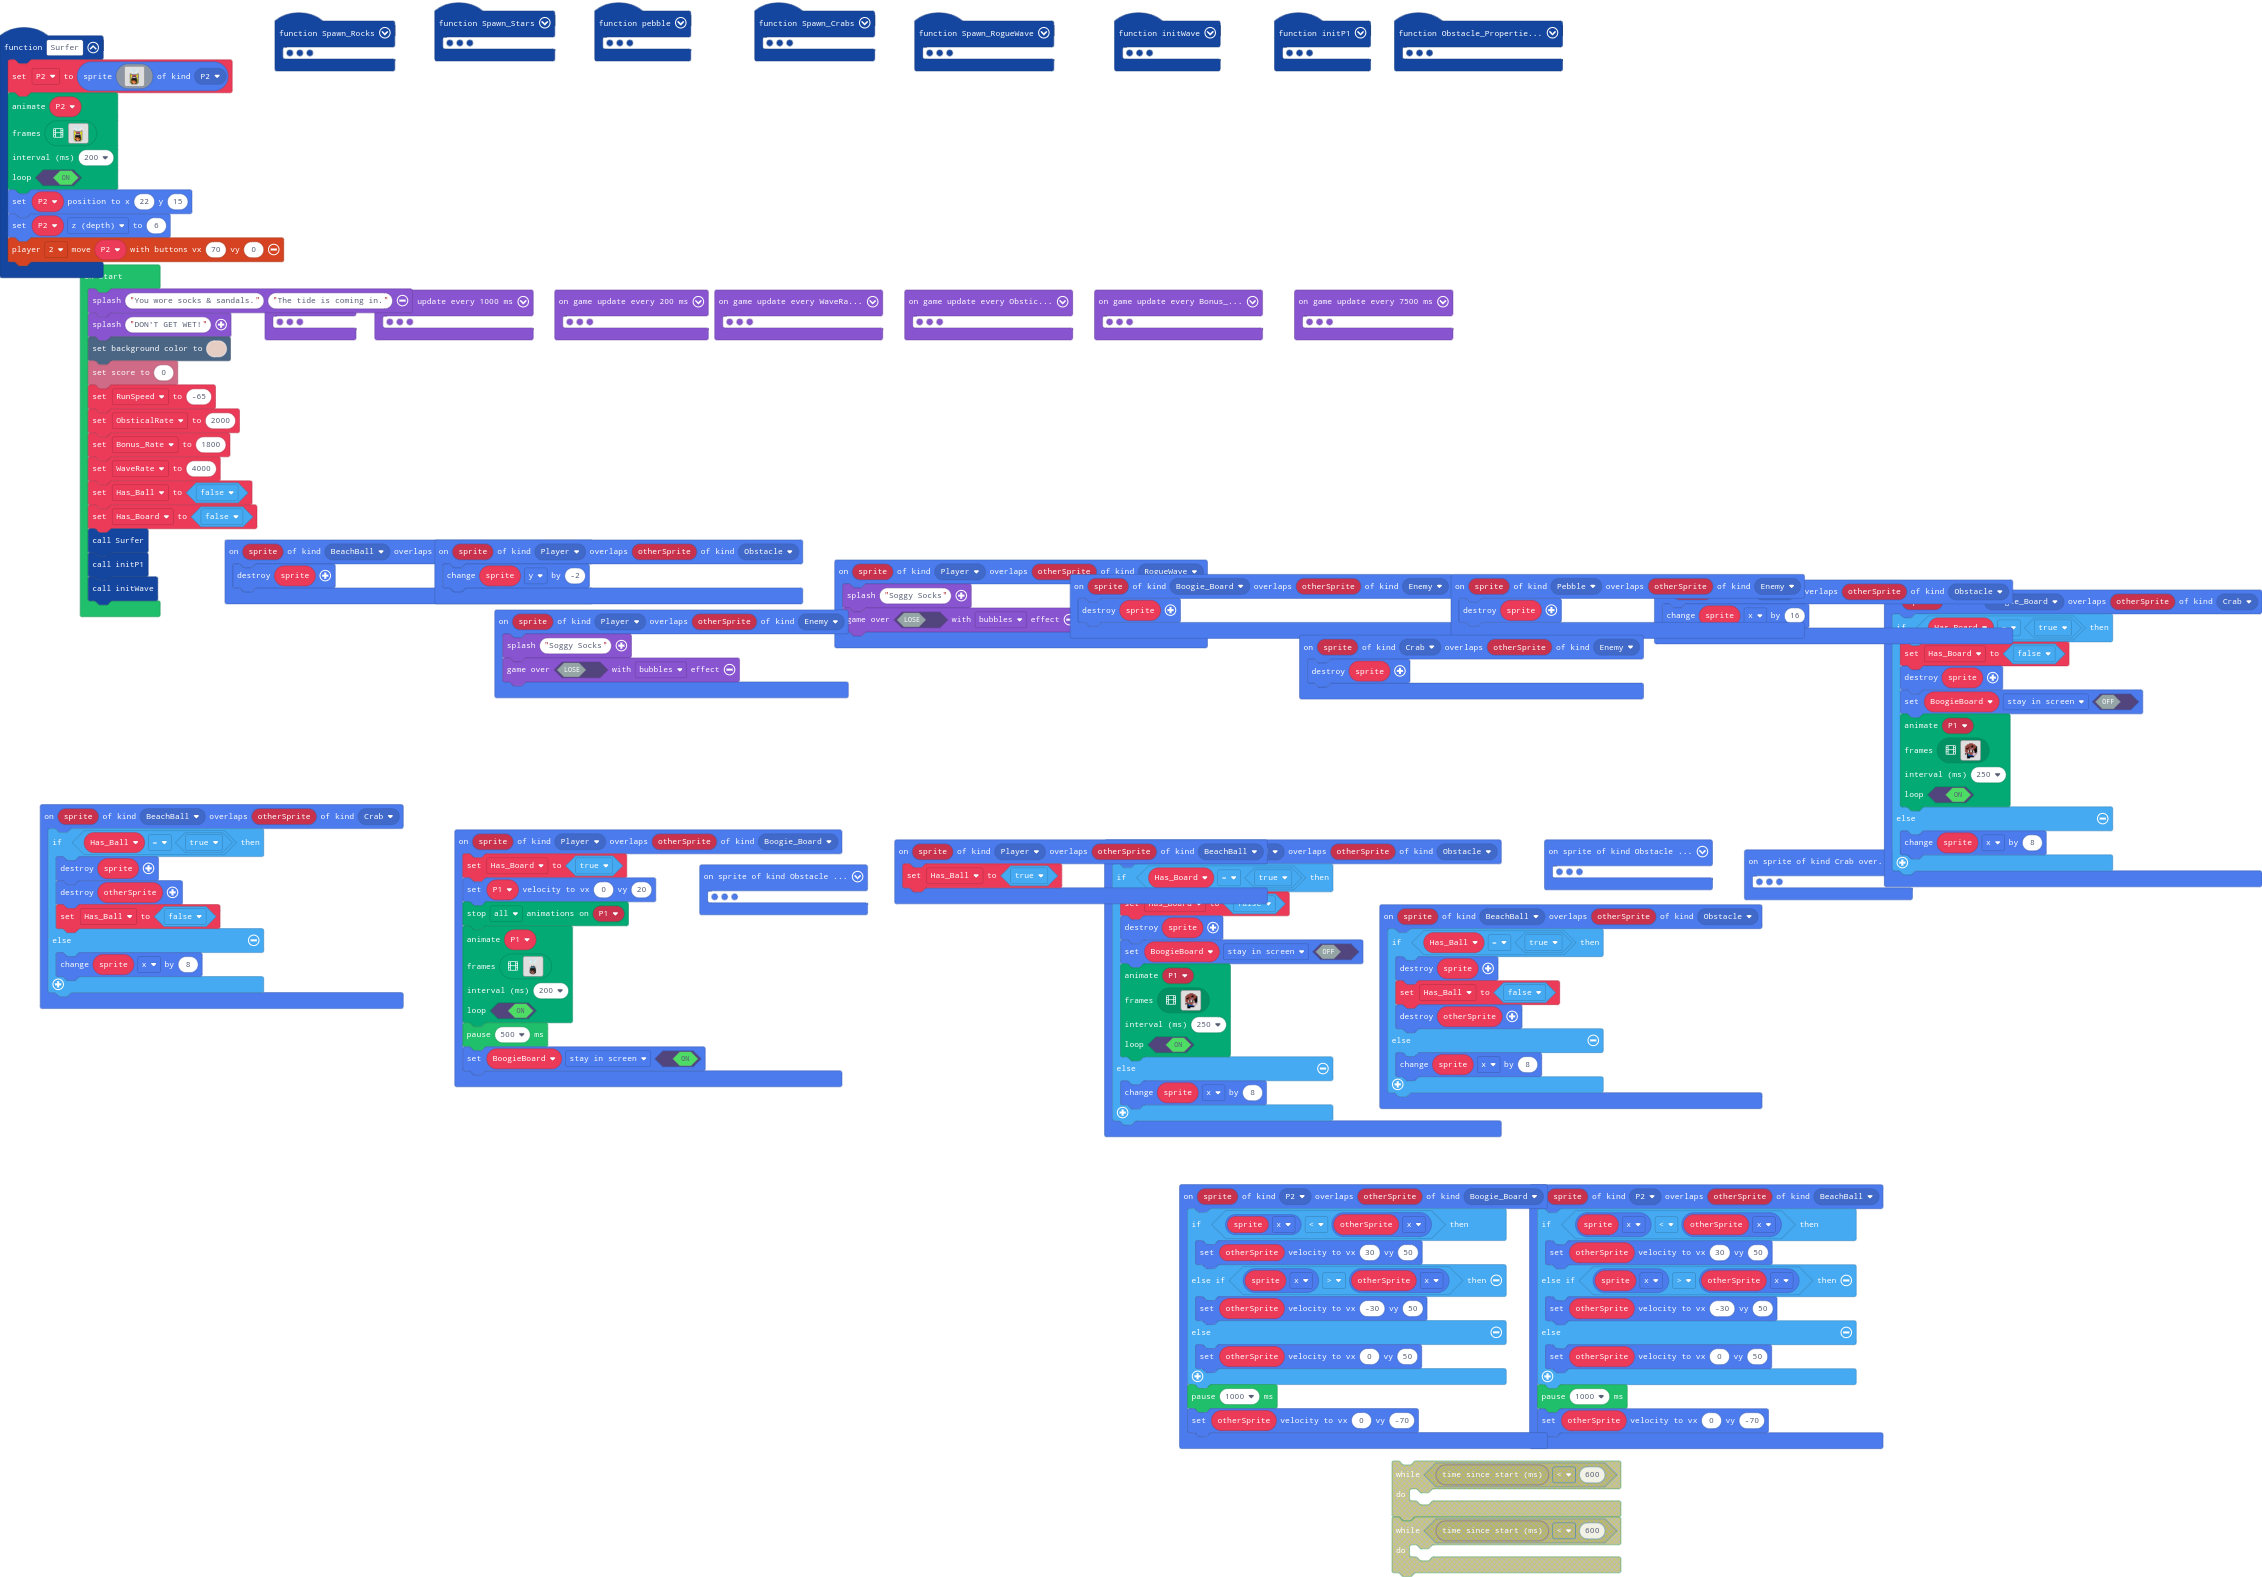 function Surfer
set P2 to sprite of kind P2
animate P2
frames
interval (ms) 200
loop ON
set P2 position to x 22 y 15
set P2 z (depth) to 6
player 2 move P2 with buttons vx 70 vy 0
function Spawn_Rocks
function Spawn_Stars
function pebble
function Spawn_Crabs
function Spawn_RogueWave
function initWave
function initP1
function Obstacle_Propertie...
start
splash "You wore socks & sandals." "The tide is coming in."
splash "DON'T GET WET!"
set background color to
set score to 0
set RunSpeed to -65
set ObsticalRate to 2000
set Bonus_Rate to 1800
set WaveRate to 4000
set Has_Ball to false
set Has_Board to false
call Surfer
call initP1
call initWave
update every 1000 ms
on game update every 200 ms
on game update every WaveRa...
on game update every Obstic...
on game update every Bonus_...
on game update every 7500 ms
on sprite of kind BeachBall overlaps
destroy sprite
on sprite of kind Player overlaps otherSprite of kind Obstacle
change sprite y by -2
on sprite of kind Player overlaps otherSprite of kind Enemy
splash "Soggy Socks"
game over LOSE with bubbles effect
on sprite of kind Player overlaps otherSprite of kind RogueWave
splash "Soggy Socks"
game over LOSE with bubbles effect
on sprite of kind Boogie_Board overlaps otherSprite of kind Enemy
destroy sprite
on sprite of kind Pebble overlaps otherSprite of kind Enemy
destroy sprite
verlaps otherSprite of kind Obstacle
change sprite x by 16
on sprite of kind Crab overlaps otherSprite of kind Enemy
destroy sprite
overlaps otherSprite of kind Crab
if Has_Board = true then
set Has_Board to false
destroy sprite
set BoogieBoard stay in screen OFF
animate P1
frames
interval (ms) 250
loop ON
else
change sprite x by 8
on sprite of kind BeachBall overlaps otherSprite of kind Crab
if Has_Ball = true then
destroy sprite
destroy otherSprite
set Has_Ball to false
else
change sprite x by 8
on sprite of kind Player overlaps otherSprite of kind Boogie_Board
set Has_Board to true
set P1 velocity to vx 0 vy 20
stop all animations on P1
animate P1
frames
interval (ms) 200
loop ON
pause 500 ms
set BoogieBoard stay in screen ON
on sprite of kind Obstacle ...
on sprite of kind Player overlaps otherSprite of kind BeachBall
set Has_Ball to true
overlaps otherSprite of kind Obstacle
if Has_Board = true then
set Has_Board to false
destroy sprite
set BoogieBoard stay in screen OFF
animate P1
frames
interval (ms) 250
loop ON
else
change sprite x by 8
on sprite of kind Obstacle ...
on sprite of kind Crab over.
on sprite of kind BeachBall overlaps otherSprite of kind Obstacle
if Has_Ball = true then
destroy sprite
set Has_Ball to false
destroy otherSprite
else
change sprite x by 8
on sprite of kind P2 overlaps otherSprite of kind Boogie_Board
if sprite x < otherSprite x then
set otherSprite velocity to vx 30 vy 50
else if sprite x > otherSprite x then
set otherSprite velocity to vx -30 vy 50
else
set otherSprite velocity to vx 0 vy 50
pause 1000 ms
set otherSprite velocity to vx 0 vy -70
sprite of kind P2 overlaps otherSprite of kind BeachBall
if sprite x < otherSprite x then
set otherSprite velocity to vx 30 vy 50
else if sprite x > otherSprite x then
set otherSprite velocity to vx -30 vy 50
else
set otherSprite velocity to vx 0 vy 50
pause 1000 ms
set otherSprite velocity to vx 0 vy -70
while time since start (ms) < 600
do
while time since start (ms) < 600
do